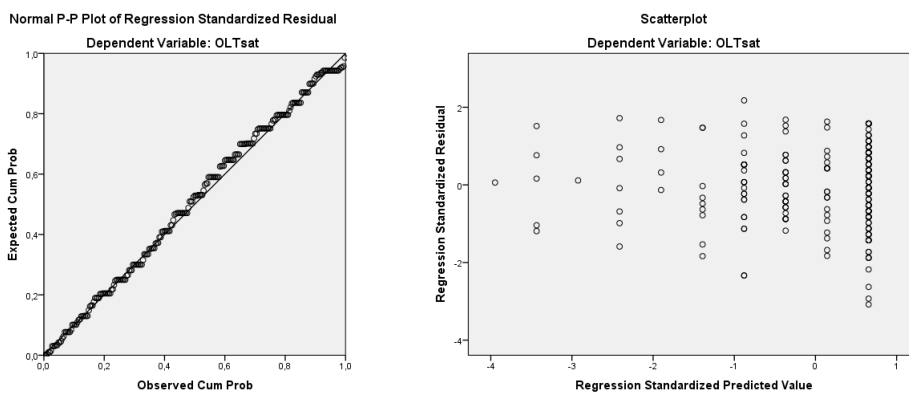 Normal P-P Plot of Regression Standardized Residual
Dependent Variable: OLTsat
1,0
0,8
0,6
0,4
0,2
0,0
0,0 0,2 0,4 0,6 0,8 1,0
Expected Cum Prob
Observed Cum Prob
Scatterplot
Dependent Variable: OLTsat
2
0
-2
-4
-4 -3 -2 -1 0 1
Regression Standardized Residual
Regression Standardized Predicted Value